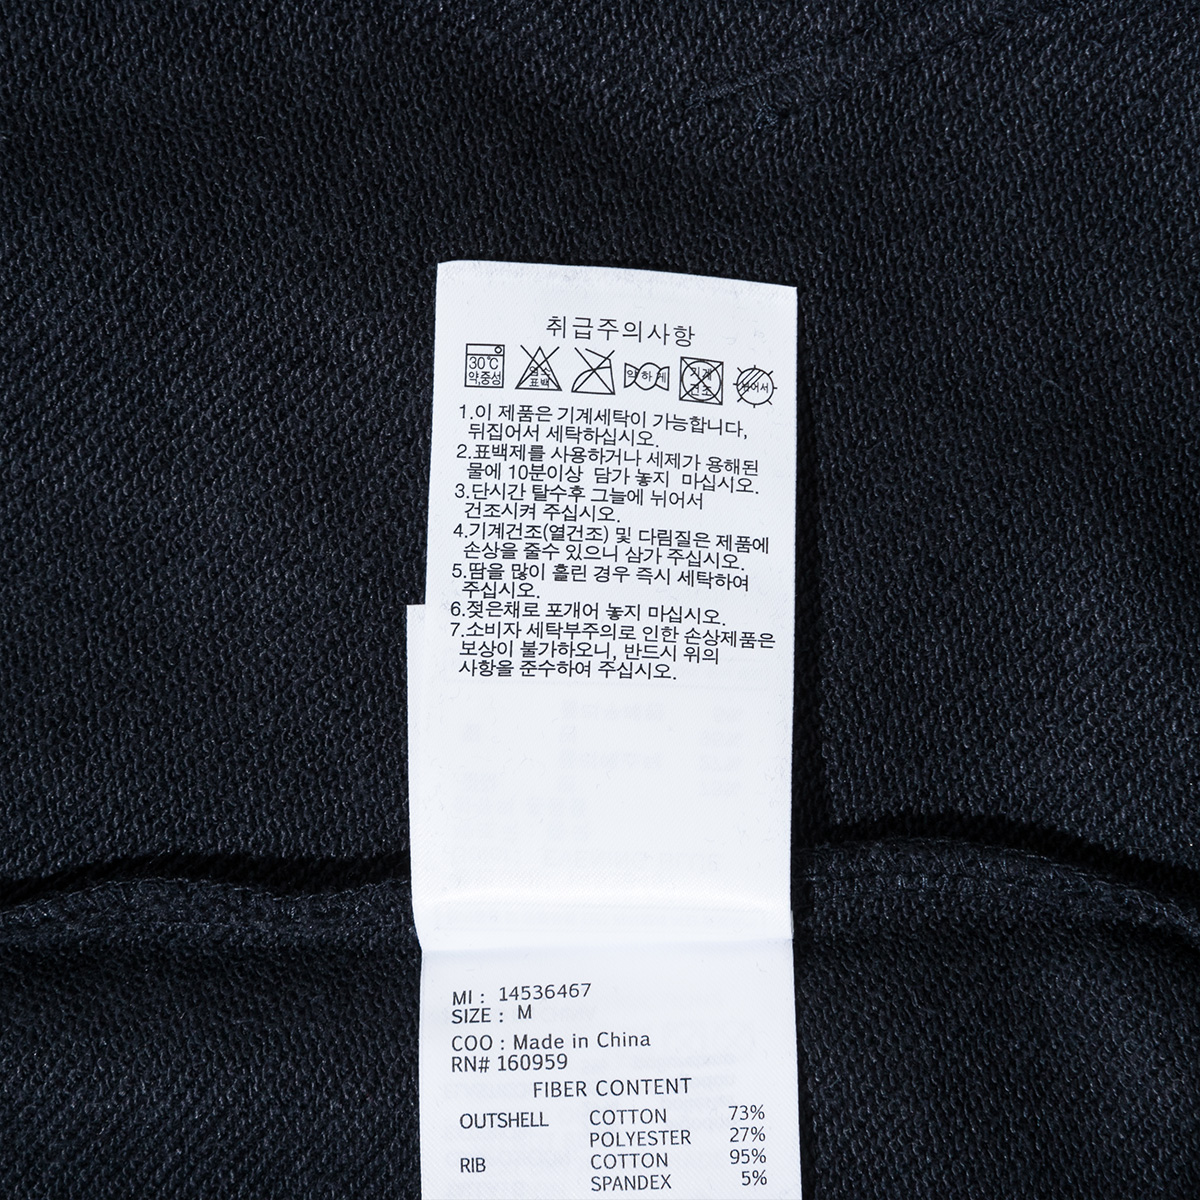 취급주의사항
30℃
약,중성
염소
표백
약하게
기계
건조
뉘어서
1.이 제품은 기계세탁이 가능합니다,
뒤집어서 세탁하십시오.
2.표백제를 사용하거나 세제가 용해된
물에 10분이상 담가 놓지 마십시오.
3.단시간 탈수후 그늘에 뉘어서
건조시켜 주십시오.
4.기계건조(열건조) 및 다림질은 제품에
손상을 줄수 있으니 삼가 주십시오.
5.땀을 많이 흘린 경우 즉시 세탁하여
주십시오.
6.젖은채로 포개어 놓지 마십시오.
7.소비자 세탁부주의로 인한 손상제품은
보상이 불가하오니, 반드시 위의
사항을 준수하여 주십시오.
MI : 14536467
SIZE : M
COO : Made in China
RN# 160959
FIBER CONTENT
OUTSHELL COTTON 73%
POLYESTER 27%
RIB COTTON 95%
SPANDEX 5%